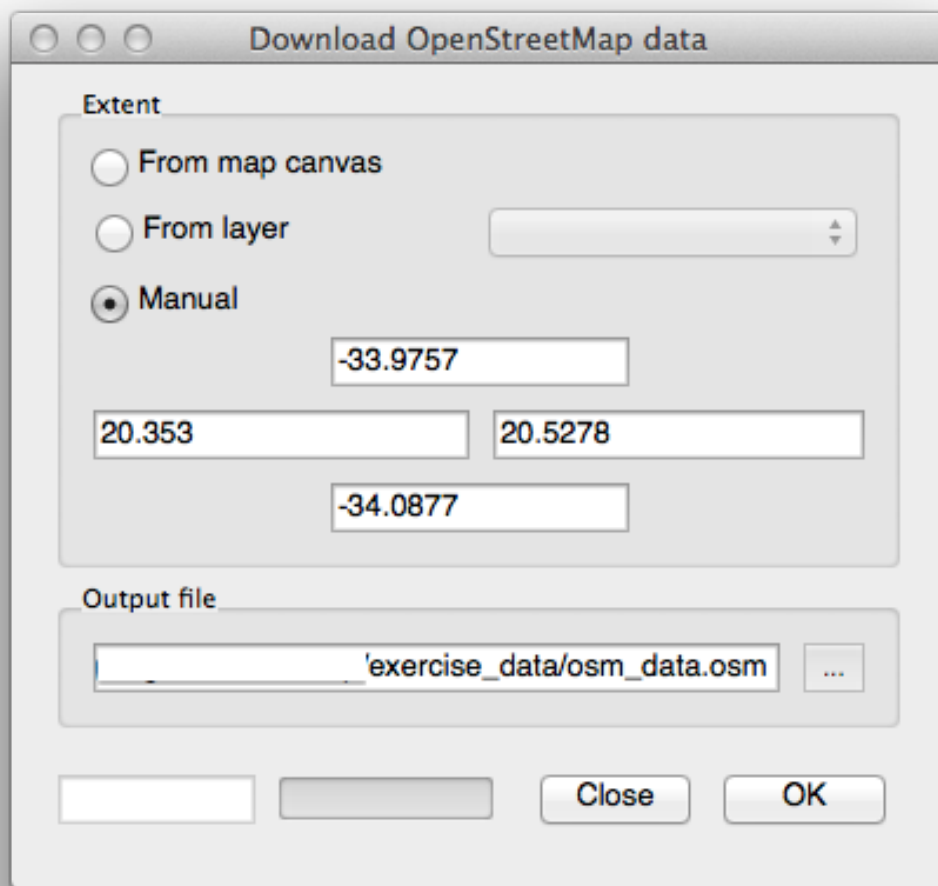 Download OpenStreetMap data
Extent
From map canvas
From layer
Manual
-33.9757
20.353 20.5278
-34.0877
Output file
/exercise_data/osm_data.osm ...
Close OK